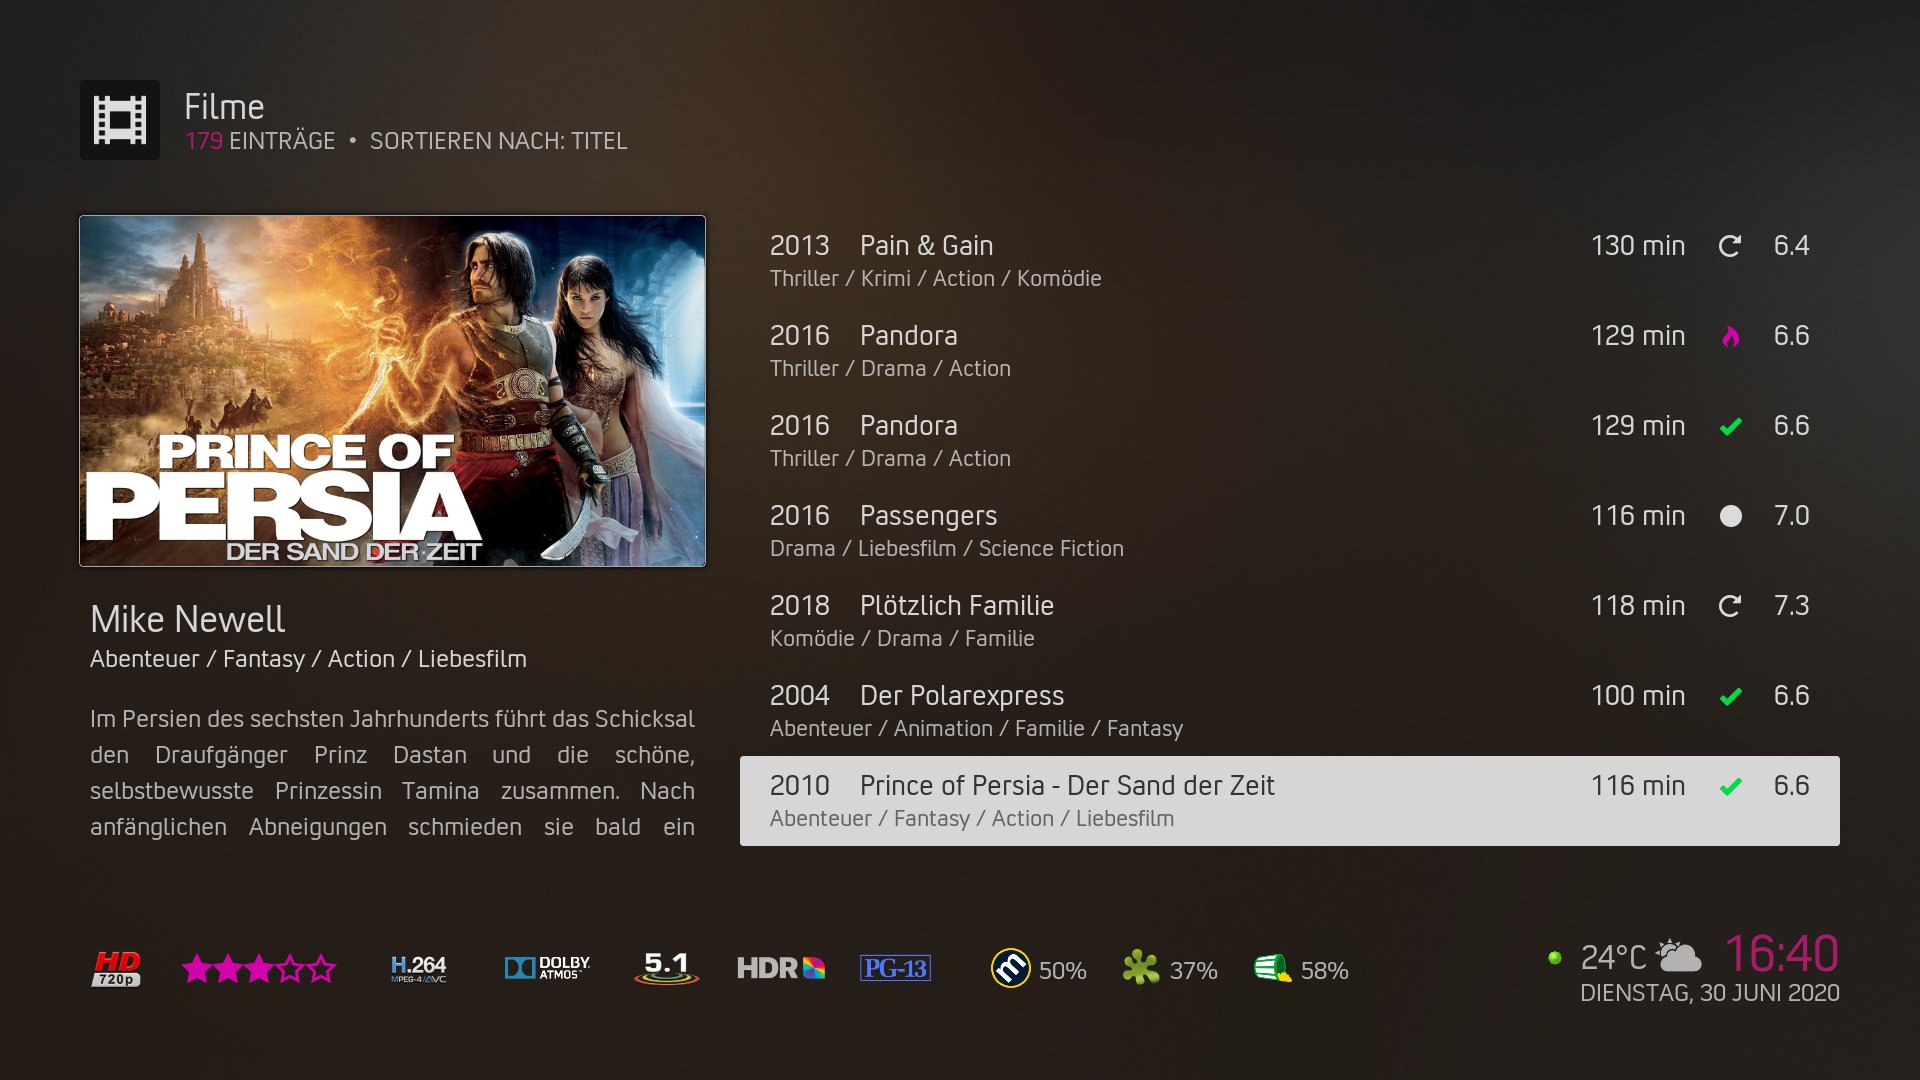 Filme
179 EINTRÄGE • SORTIEREN NACH: TITEL
PRINCE OF
PERSIA
DER SAND DER ZEIT
Mike Newell
Abenteuer / Fantasy / Action / Liebesfilm
Im Persien des sechsten Jahrhunderts führt das Schicksal
den Draufgänger Prinz Dastan und die schöne,
selbstbewusste Prinzessin Tamina zusammen. Nach
anfänglichen Abneigungen schmieden sie bald ein
2013 Pain & Gain 130 min 6.4
Thriller / Krimi / Action / Komödie
2016 Pandora 129 min 6.6
Thriller / Drama / Action
2016 Pandora 129 min 6.6
Thriller / Drama / Action
2016 Passengers 116 min 7.0
Drama / Liebesfilm / Science Fiction
2018 Plötzlich Familie 118 min 7.3
Komödie / Drama / Familie
2004 Der Polarexpress 100 min 6.6
Abenteuer / Animation / Familie / Fantasy
2010 Prince of Persia - Der Sand der Zeit 116 min 6.6
Abenteuer / Fantasy / Action / Liebesfilm
HD
720p
H.264
MPEG-4/AVC
DOLBY
ATMOS
5.1
HDR
PG-13
m 50%
37%
58%
24°C 16:40
DIENSTAG, 30 JUNI 2020